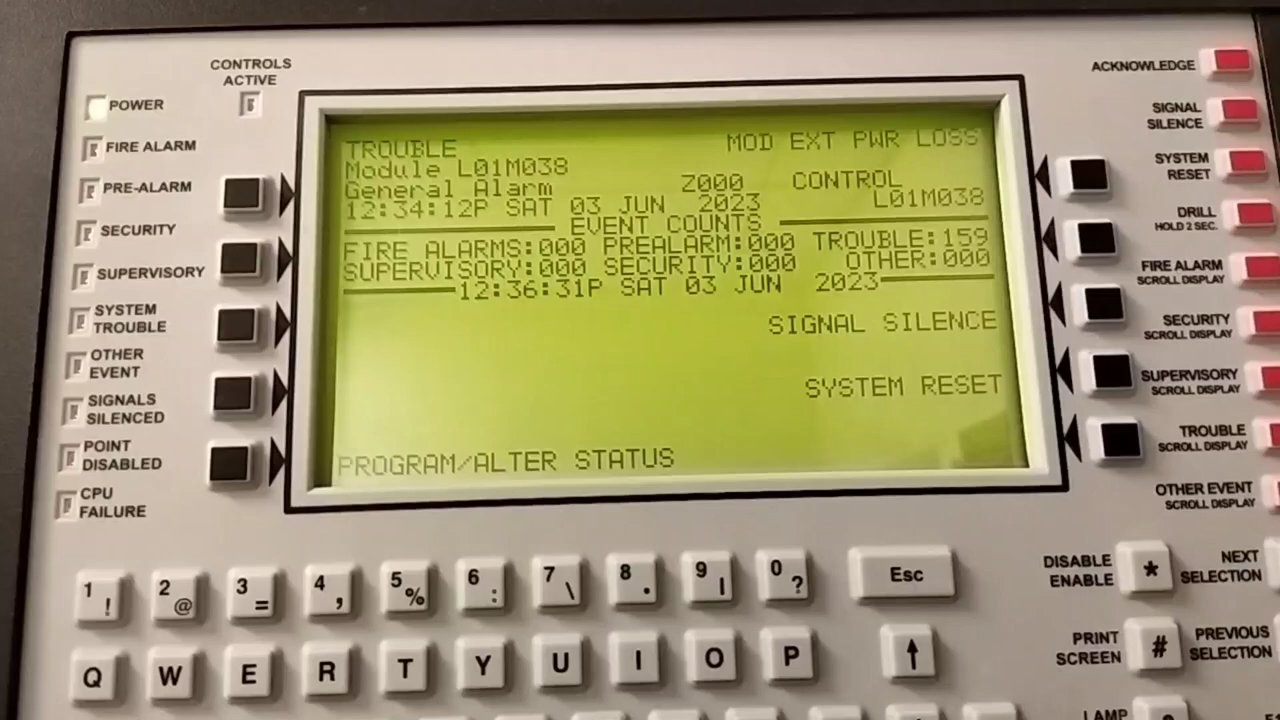 CONTROLS
ACTIVE
POWER
FIRE ALARM
PRE-ALARM
SECURITY
SUPERVISORY
SYSTEM
TROUBLE
OTHER
EVENT
SIGNALS
SILENCED
POINT
DISABLED
CPU
FAILURE
TROUBLE MOD EXT PWR LOSS
Module L01M038
General Alarm Z000 CONTROL
12:34:12P SAT 03 JUN 2023 L01M038
EVENT COUNTS
FIRE ALARMS:000 PREALARM:000 TROUBLE:159
SUPERVISORY:000 SECURITY:000 OTHER:000
12:36:31P SAT 03 JUN 2023
SIGNAL SILENCE
SYSTEM RESET
PROGRAM/ALTER STATUS
ACKNOWLEDGE
SIGNAL
SILENCE
SYSTEM
RESET
DRILL
HOLD 2 SEC.
FIRE ALARM
SCROLL DISPLAY
SECURITY
SCROLL DISPLAY
SUPERVISORY
SCROLL DISPLAY
TROUBLE
SCROLL DISPLAY
OTHER EVENT
SCROLL DISPLAY
1 ! 2 @ 3 = 4 , 5 % 6 : 7 \ 8 . 9 | 0 ? Esc
DISABLE
ENABLE
*
NEXT
SELECTION
Q W E R T Y U I O P
PRINT
SCREEN
#
PREVIOUS
SELECTION
LAMP